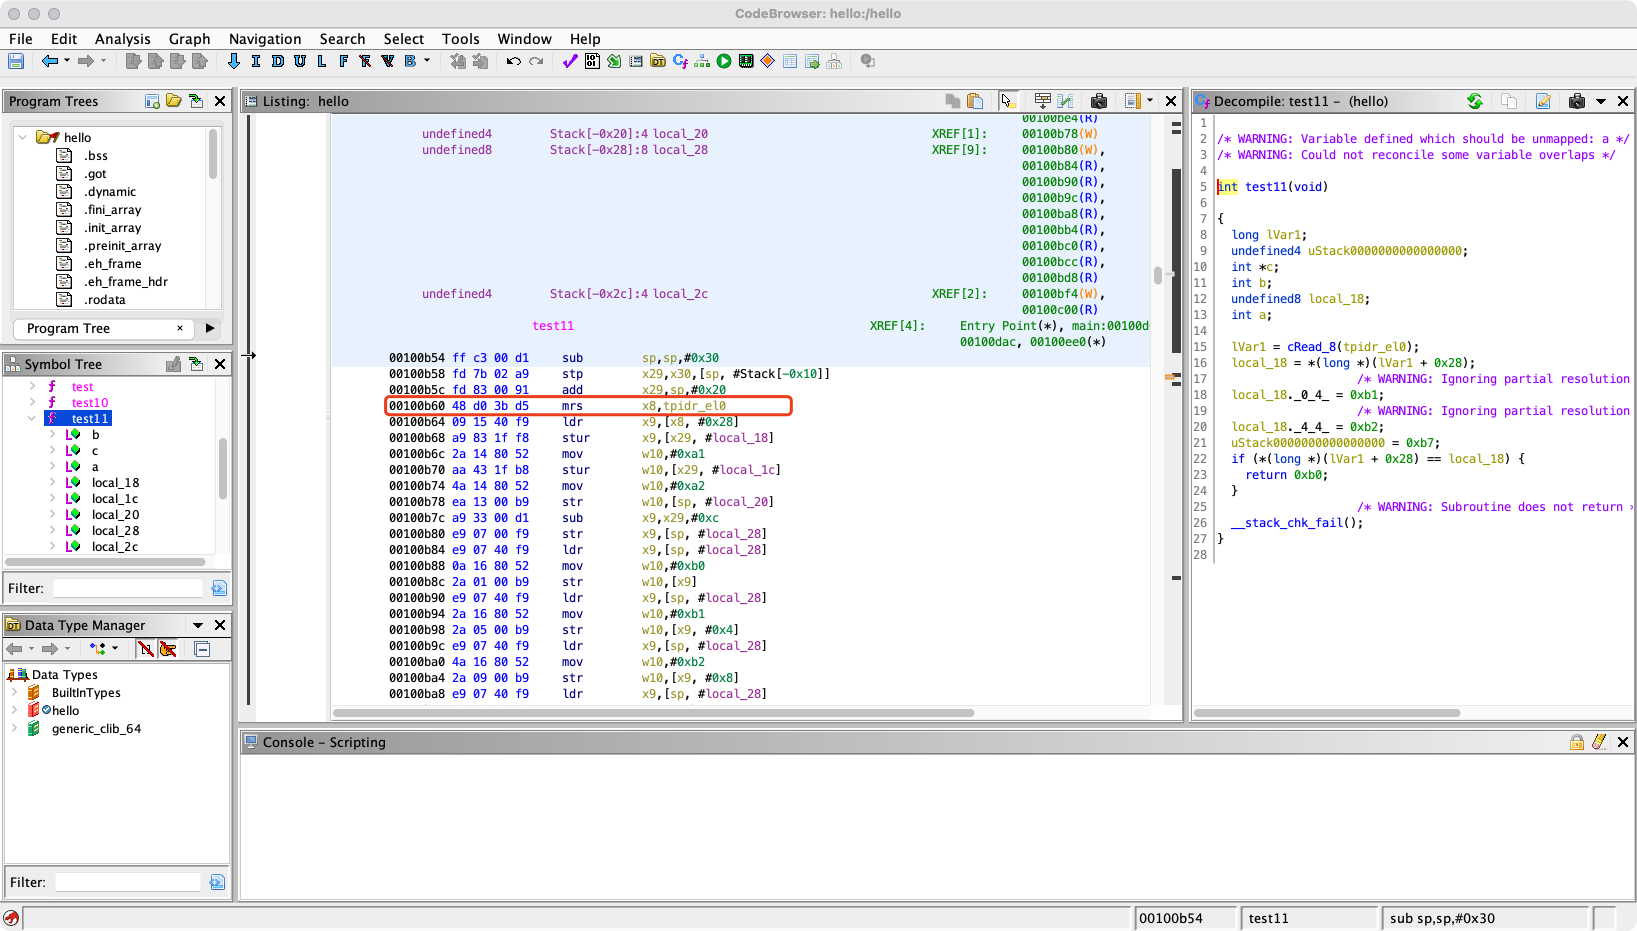 CodeBrowser: hello:/hello
File Edit Analysis Graph Navigation Search Select Tools Window Help
I D U L F B
Program Trees
hello
.bss
.got
.dynamic
.fini_array
.init_array
.preinit_array
.eh_frame
.eh_frame_hdr
.rodata
Program Tree ×
Symbol Tree
f test
f test10
f test11
b
c
a
local_18
local_1c
local_20
local_28
local_2c
Filter:
Data Type Manager
Data Types
BuiltInTypes
hello
generic_clib_64
Filter:
Listing: hello
00100be4(R)
undefined4 Stack[-0x20]:4 local_20 XREF[1]: 00100b78(W)
undefined8 Stack[-0x28]:8 local_28 XREF[9]: 00100b80(W),
00100b84(R),
00100b90(R),
00100b9c(R),
00100ba8(R),
00100bb4(R),
00100bc0(R),
00100bcc(R),
00100bd8(R)
undefined4 Stack[-0x2c]:4 local_2c XREF[2]: 00100bf4(W),
00100c00(R)
test11 XREF[4]: Entry Point(*), main:00100d
00100dac, 00100ee0(*)
00100b54 ff c3 00 d1 sub sp,sp,#0x30
00100b58 fd 7b 02 a9 stp x29,x30,[sp, #Stack[-0x10]]
00100b5c fd 83 00 91 add x29,sp,#0x20
00100b60 48 d0 3b d5 mrs x8,tpidr_el0
00100b64 09 15 40 f9 ldr x9,[x8, #0x28]
00100b68 a9 83 1f f8 stur x9,[x29, #local_18]
00100b6c 2a 14 80 52 mov w10,#0xa1
00100b70 aa 43 1f b8 stur w10,[x29, #local_1c]
00100b74 4a 14 80 52 mov w10,#0xa2
00100b78 ea 13 00 b9 str w10,[sp, #local_20]
00100b7c a9 33 00 d1 sub x9,x29,#0xc
00100b80 e9 07 00 f9 str x9,[sp, #local_28]
00100b84 e9 07 40 f9 ldr x9,[sp, #local_28]
00100b88 0a 16 80 52 mov w10,#0xb0
00100b8c 2a 01 00 b9 str w10,[x9]
00100b90 e9 07 40 f9 ldr x9,[sp, #local_28]
00100b94 2a 16 80 52 mov w10,#0xb1
00100b98 2a 05 00 b9 str w10,[x9, #0x4]
00100b9c e9 07 40 f9 ldr x9,[sp, #local_28]
00100ba0 4a 16 80 52 mov w10,#0xb2
00100ba4 2a 09 00 b9 str w10,[x9, #0x8]
00100ba8 e9 07 40 f9 ldr x9,[sp, #local_28]
Decompile: test11 - (hello)
1
2 /* WARNING: Variable defined which should be unmapped: a */
3 /* WARNING: Could not reconcile some variable overlaps */
4
5 int test11(void)
6
7 {
8 long lVar1;
9 undefined4 uStack0000000000000000;
10 int *c;
11 int b;
12 undefined8 local_18;
13 int a;
14
15 lVar1 = cRead_8(tpidr_el0);
16 local_18 = *(long *)(lVar1 + 0x28);
17 /* WARNING: Ignoring partial resolution
18 local_18._0_4_ = 0xb1;
19 /* WARNING: Ignoring partial resolution
20 local_18._4_4_ = 0xb2;
21 uStack0000000000000000 = 0xb7;
22 if (*(long *)(lVar1 + 0x28) == local_18) {
23 return 0xb0;
24 }
25 /* WARNING: Subroutine does not return *
26 __stack_chk_fail();
27 }
28
Console - Scripting
00100b54 test11 sub sp,sp,#0x30